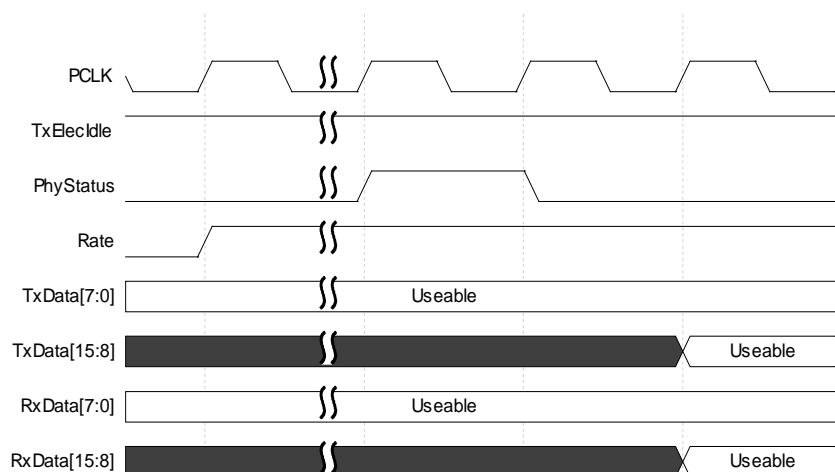 PCLK
TxElecIdle
PhyStatus
Rate
TxData[7:0] Useable
TxData[15:8] Useable
RxData[7:0] Useable
RxData[15:8] Useable